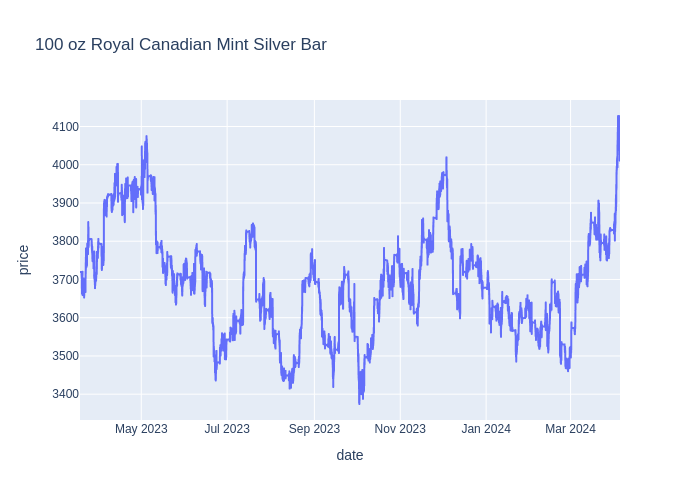 100 oz Royal Canadian Mint Silver Bar
price
4100
4000
3900
3800
3700
3600
3500
3400
May 2023 Jul 2023 Sep 2023 Nov 2023 Jan 2024 Mar 2024
date